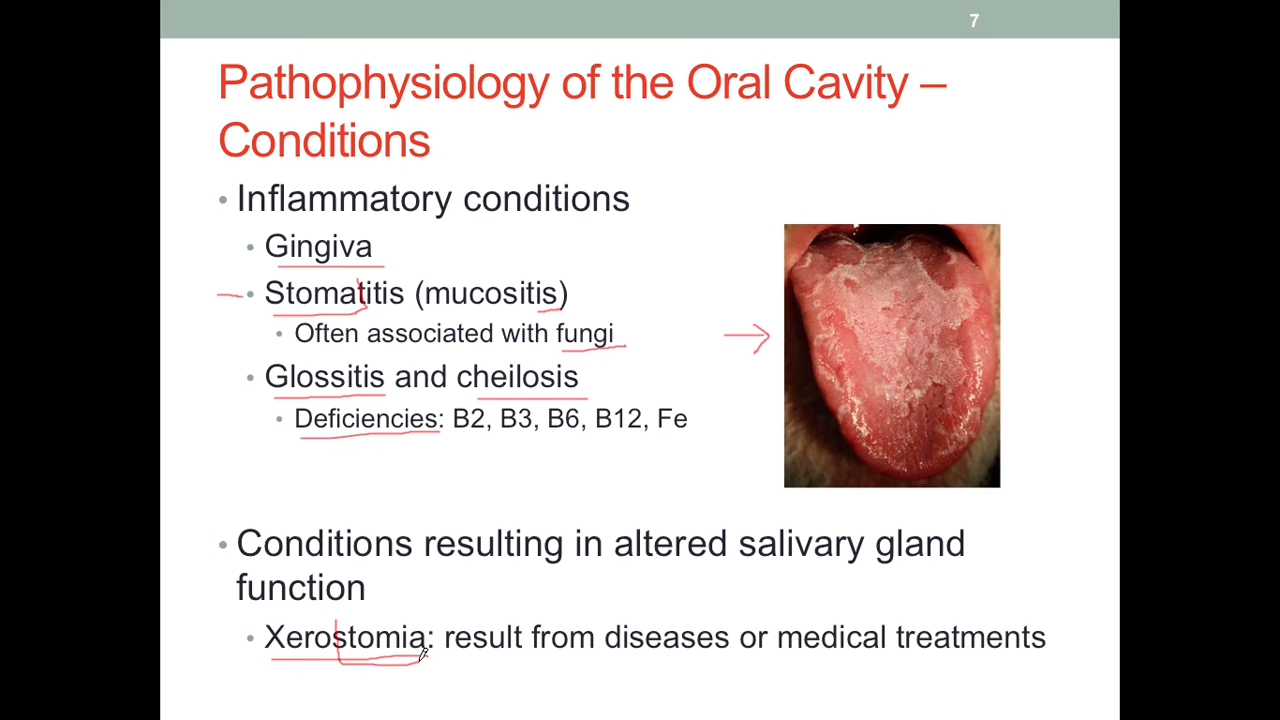 7
Pathophysiology of the Oral Cavity –
Conditions
• Inflammatory conditions
• Gingiva
• Stomatitis (mucositis)
• Often associated with fungi
• Glossitis and cheilosis
• Deficiencies: B2, B3, B6, B12, Fe
• Conditions resulting in altered salivary gland
function
• Xerostomia: result from diseases or medical treatments